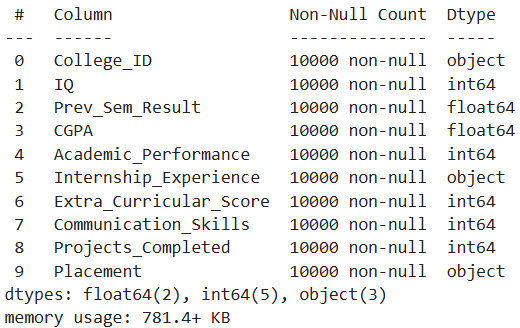 #   Column                 Non-Null Count  Dtype
---  ------                 --------------  -----
 0   College_ID             10000 non-null  object
 1   IQ                     10000 non-null  int64
 2   Prev_Sem_Result        10000 non-null  float64
 3   CGPA                   10000 non-null  float64
 4   Academic_Performance   10000 non-null  int64
 5   Internship_Experience  10000 non-null  object
 6   Extra_Curricular_Score 10000 non-null  int64
 7   Communication_Skills   10000 non-null  int64
 8   Projects_Completed     10000 non-null  int64
 9   Placement              10000 non-null  object
dtypes: float64(2), int64(5), object(3)
memory usage: 781.4+ KB